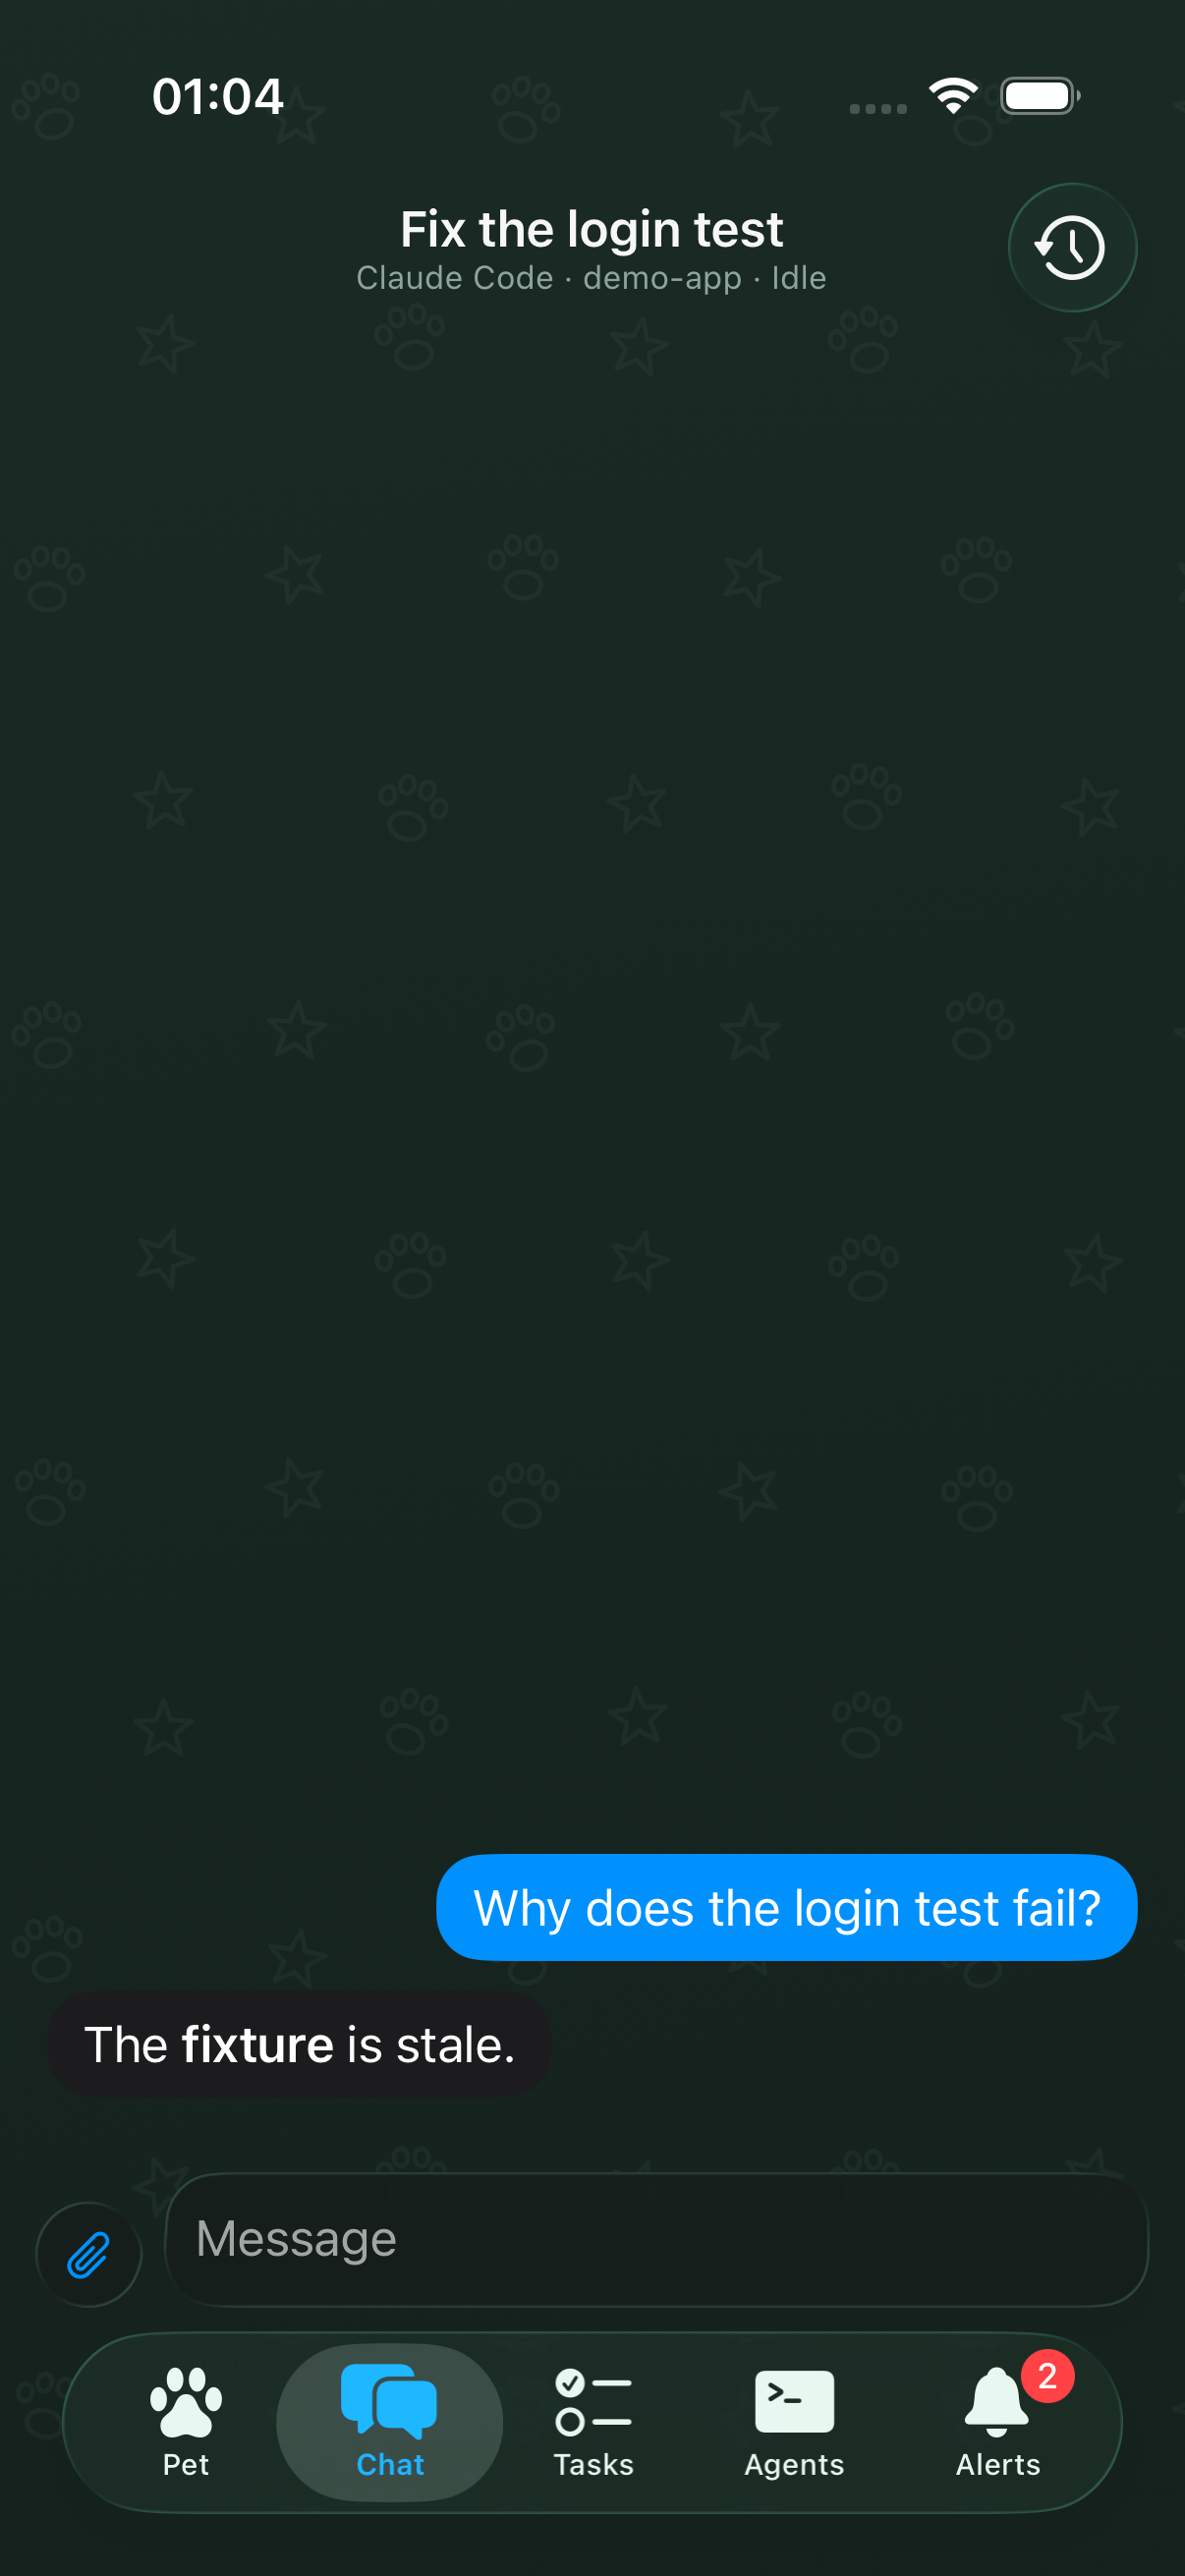 01:04
Fix the login test
Claude Code · demo-app · Idle
Why does the login test fail?
The fixture is stale.
Message
2
Pet
Chat
Tasks
Agents
Alerts